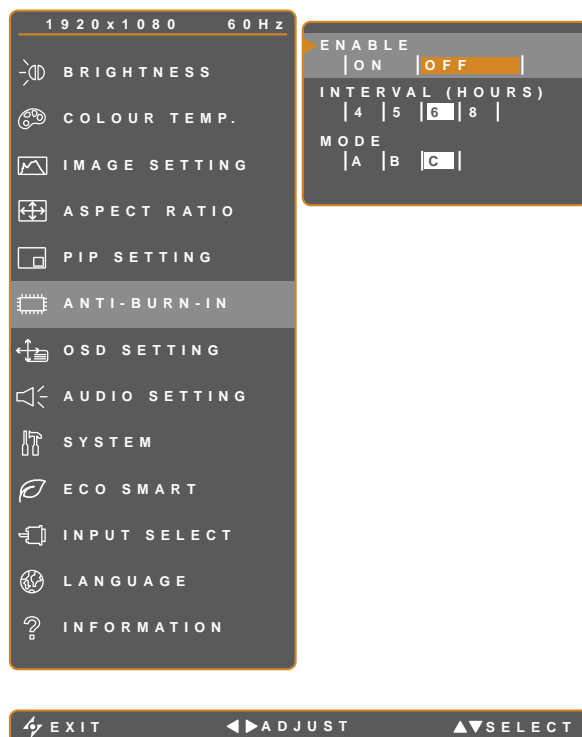 1920x1080 60Hz
BRIGHTNESS
COLOUR TEMP.
IMAGE SETTING
ASPECT RATIO
PIP SETTING
ANTI-BURN-IN
OSD SETTING
AUDIO SETTING
SYSTEM
ECO SMART
INPUT SELECT
LANGUAGE
INFORMATION
ENABLE
ON OFF
INTERVAL (HOURS)
4 5 6 8
MODE
A B C
EXIT ADJUST SELECT